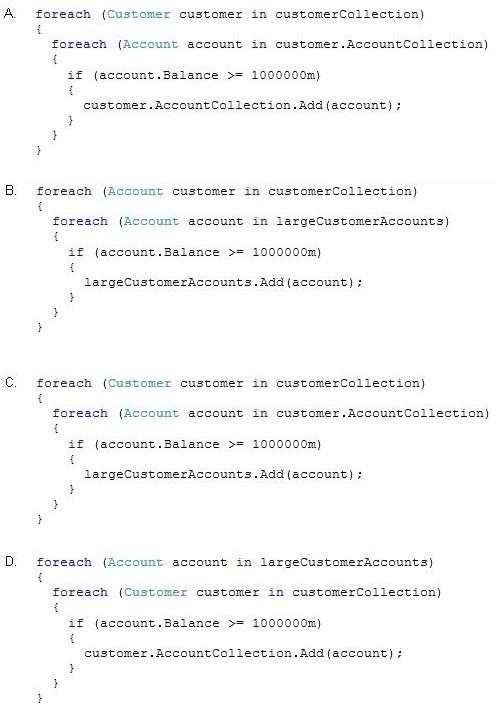 A. foreach (Customer customer in customerCollection)
{
foreach (Account account in customer.AccountCollection)
{
if (account.Balance >= 1000000m)
{
customer.AccountCollection.Add(account);
}
}
}
B. foreach (Account customer in customerCollection)
{
foreach (Account account in largeCustomerAccounts)
{
if (account.Balance >= 1000000m)
{
largeCustomerAccounts.Add(account);
}
}
}
C. foreach (Customer customer in customerCollection)
{
foreach (Account account in customer.AccountCollection)
{
if (account.Balance >= 1000000m)
{
largeCustomerAccounts.Add(account);
}
}
}
D. foreach (Account account in largeCustomerAccounts)
{
foreach (Customer customer in customerCollection)
{
if (account.Balance >= 1000000m)
{
customer.AccountCollection.Add(account);
}
}
}